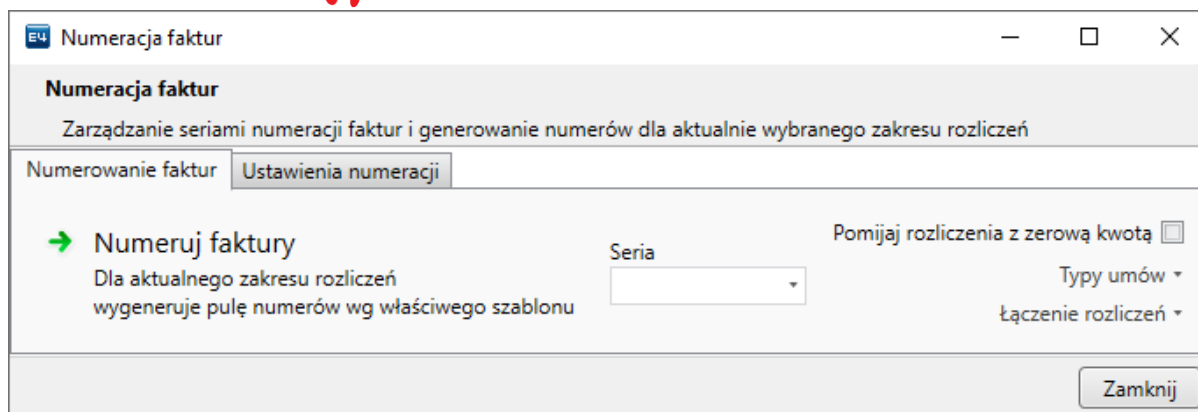 E4 Numeracja faktur
Numeracja faktur
Zarządzanie seriami numeracji faktur i generowanie numerów dla aktualnie wybranego zakresu rozliczeń
Numerowanie faktur Ustawienia numeracji
Numeruj faktury
Dla aktualnego zakresu rozliczeń
wygeneruje pulę numerów wg właściwego szablonu
Seria
Pomijaj rozliczenia z zerową kwotą
Typy umów
Łączenie rozliczeń
Zamknij